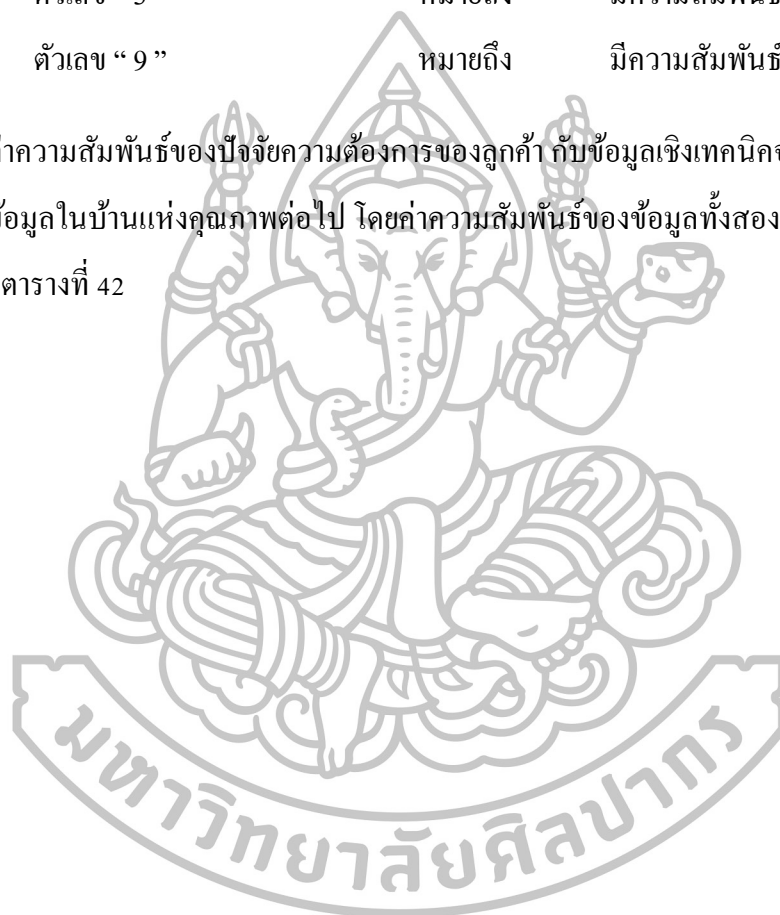 ตัวเลข “ 9 ” หมายถึง มีความสัมพันธ์
่าความสัมพันธ์ของปัจจัยความต้องการของลูกค้า กับข้อมูลเชิงเทคนิค
ข้อมูลในบ้านแห่งคุณภาพต่อไป โดยค่าความสัมพันธ์ของข้อมูลทั้งสอง
ตารางที่ 42
มหาวิทยาลัยศิลปากร